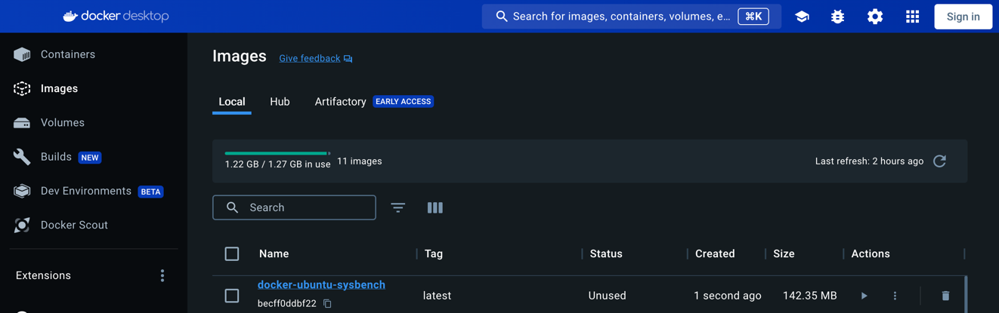 docker desktop
Search for images, containers, volumes, e... ⌘K
Sign in
Containers
Images
Volumes
Builds NEW
Dev Environments BETA
Docker Scout
Extensions
Images Give feedback
Local Hub Artifactory EARLY ACCESS
1.22 GB / 1.27 GB in use 11 images Last refresh: 2 hours ago
Search
Name Tag Status Created Size Actions
docker-ubuntu-sysbench
becff0ddbf22
latest Unused 1 second ago 142.35 MB